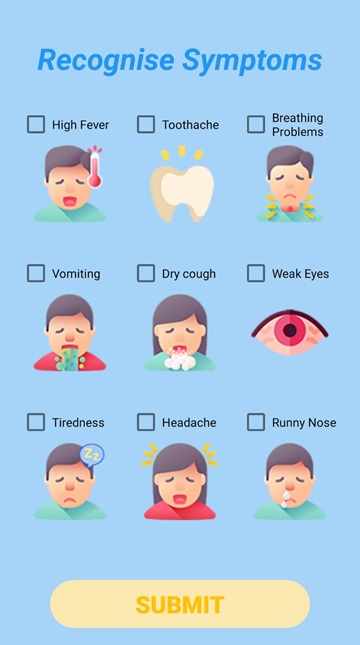 Recognise Symptoms
High Fever
Toothache
Breathing
Problems
Vomiting
Dry cough
Weak Eyes
Tiredness
Headache
Runny Nose
ZZ
SUBMIT